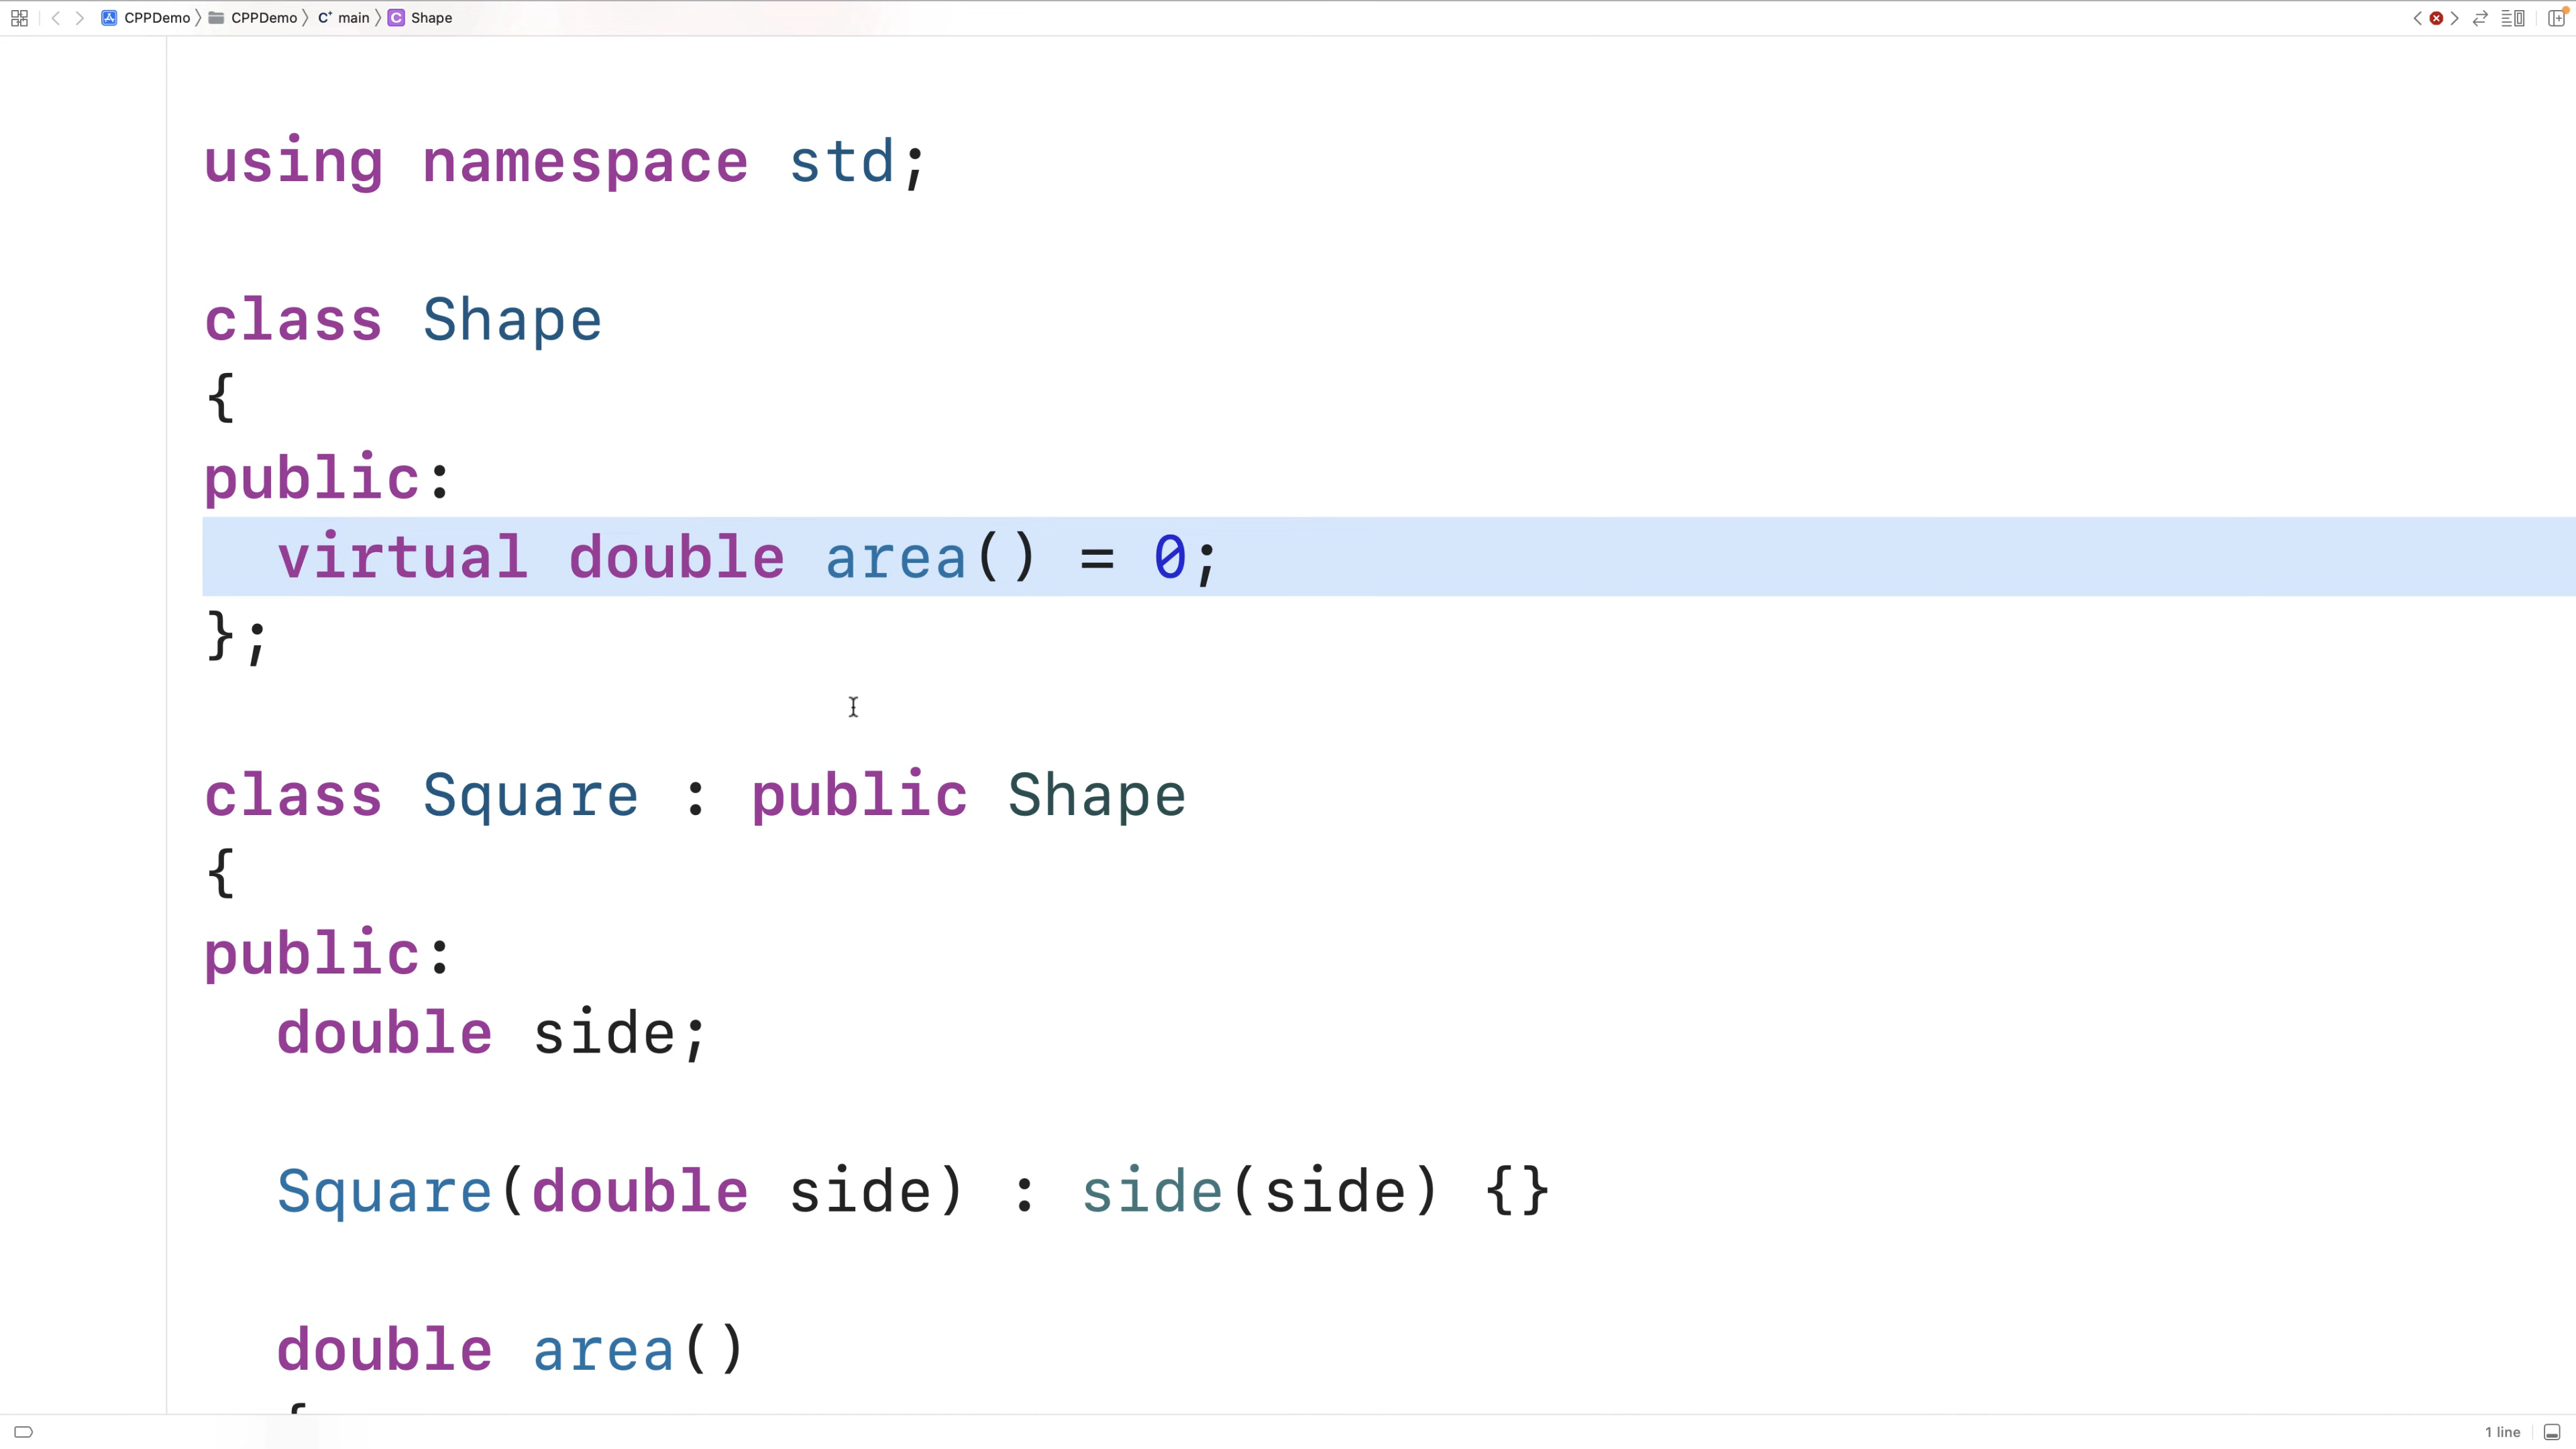 CPPDemo CPPDemo main Shape
using namespace std;
class Shape
{
public:
virtual double area() = 0;
};
class Square : public Shape
{
public:
double side;
Square(double side) : side(side) {}
double area()
{
1 line